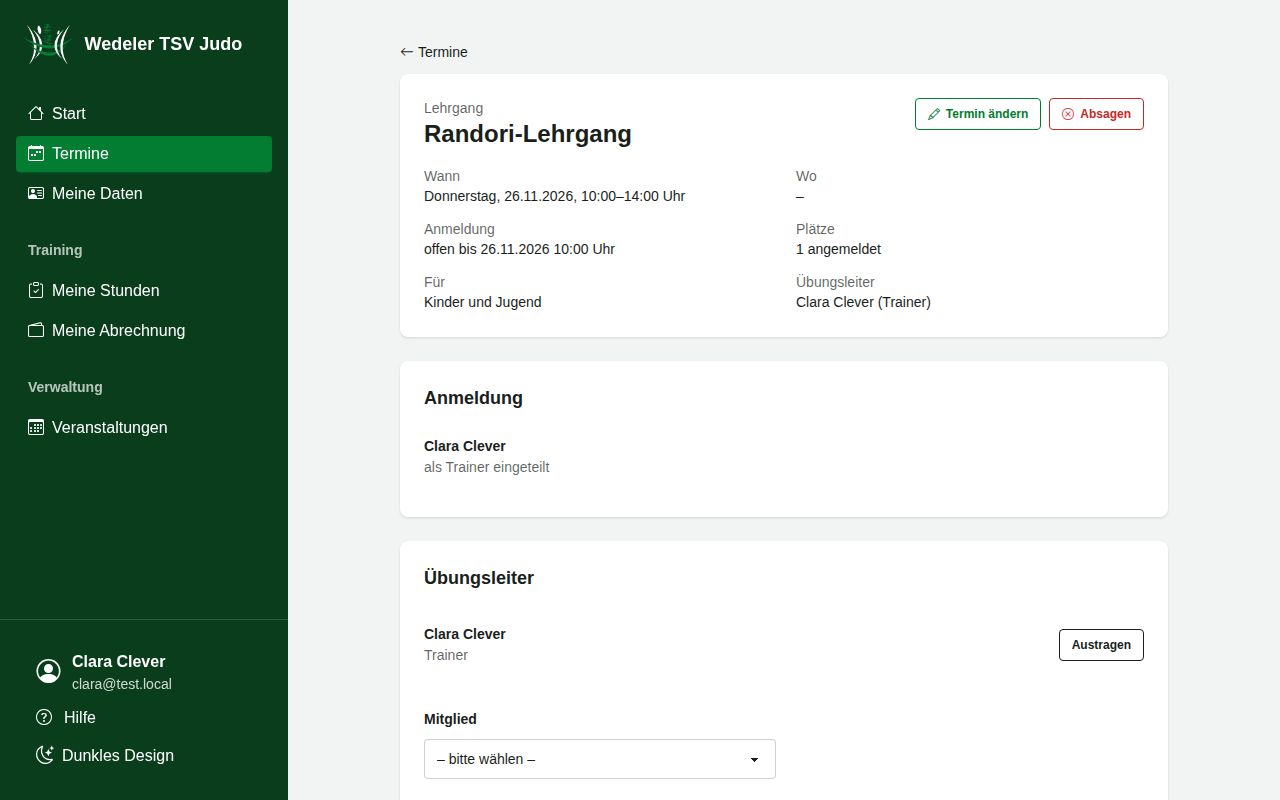 Wedeler TSV Judo
Start
Termine
Meine Daten
Training
Meine Stunden
Meine Abrechnung
Verwaltung
Veranstaltungen
Clara Clever
clara@test.local
Hilfe
Dunkles Design
← Termine
Lehrgang
Randori-Lehrgang
Termin ändern
Absagen
Wann
Donnerstag, 26.11.2026, 10:00–14:00 Uhr
Wo
–
Anmeldung
offen bis 26.11.2026 10:00 Uhr
Plätze
1 angemeldet
Für
Kinder und Jugend
Übungsleiter
Clara Clever (Trainer)
Anmeldung
Clara Clever
als Trainer eingeteilt
Übungsleiter
Clara Clever
Trainer
Austragen
Mitglied
– bitte wählen –